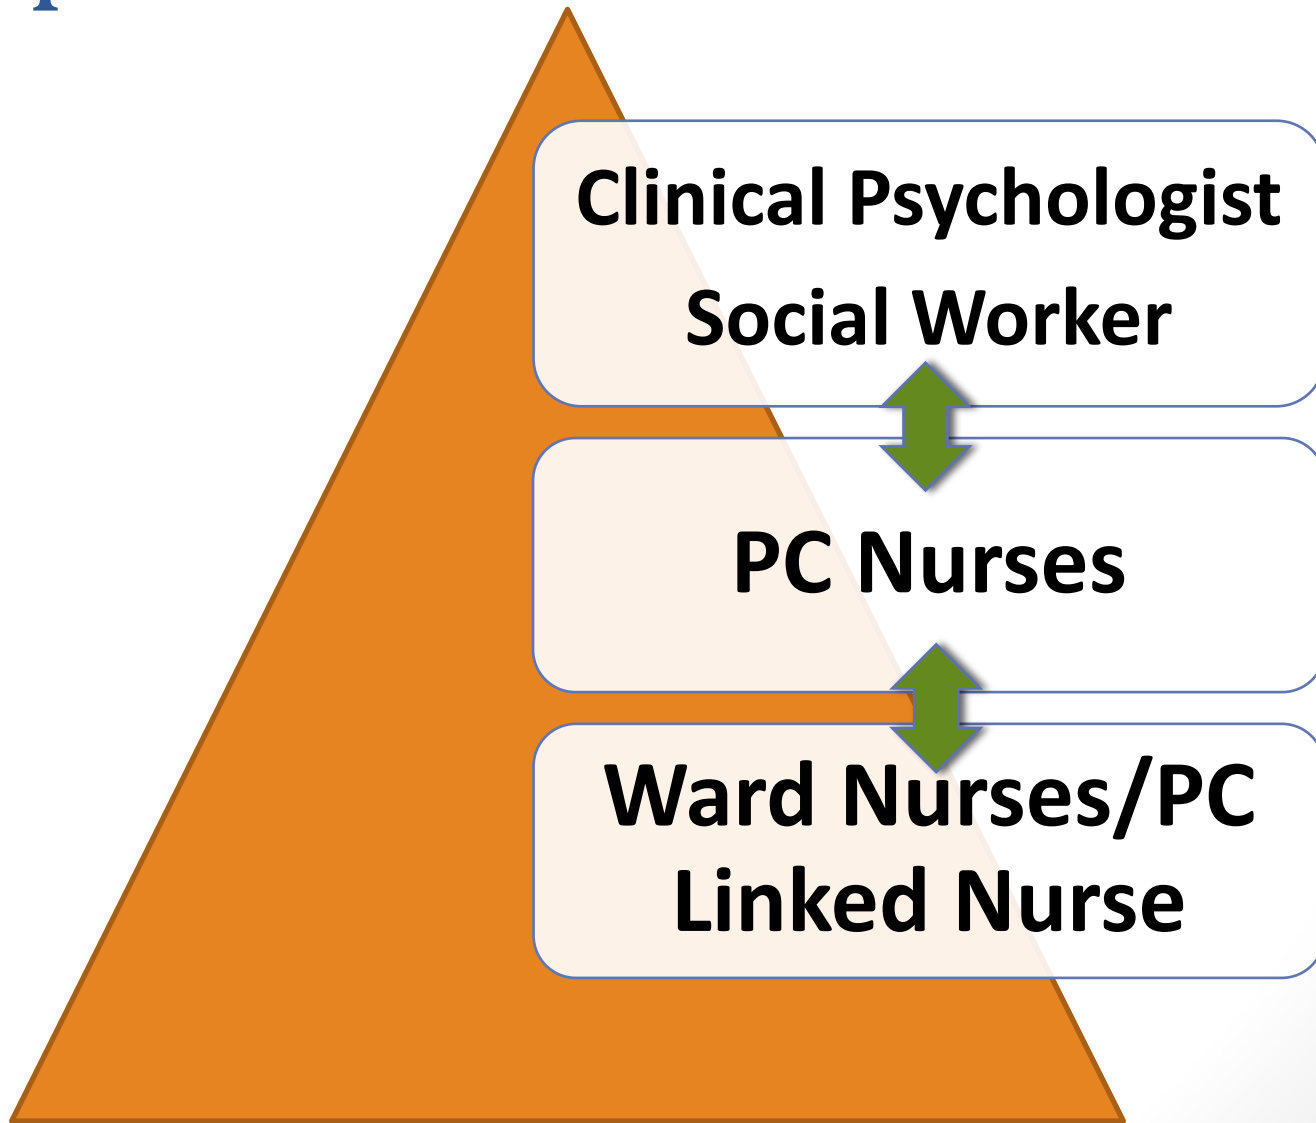 Clinical Psychologist
Social Worker
PC Nurses
Ward Nurses/PC
Linked Nurse